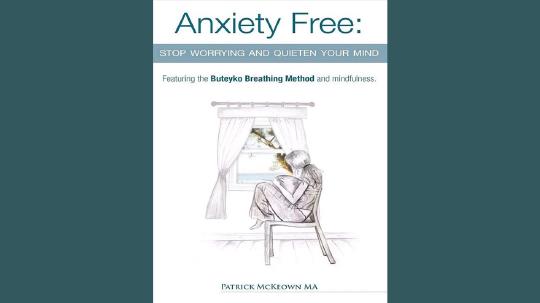 Anxiety Free:
STOP WORRYING AND QUIETEN YOUR MIND
Featuring the Buteyko Breathing Method and mindfulness.
PATRICK MCKEOWN MA